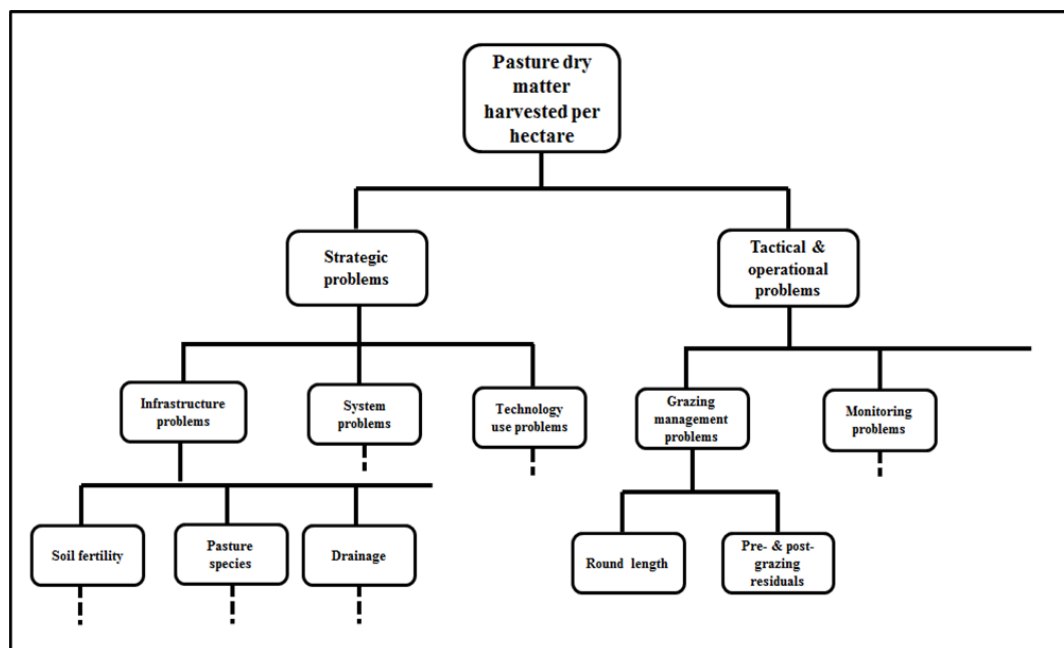 Pasture dry
matter
harvested per
hectare
Strategic
problems
Tactical &
operational
problems
Infrastructure
problems
System
problems
Technology
use problems
Grazing
management
problems
Monitoring
problems
Soil fertility
Pasture
species
Drainage
Round length
Pre- & post-
grazing
residuals